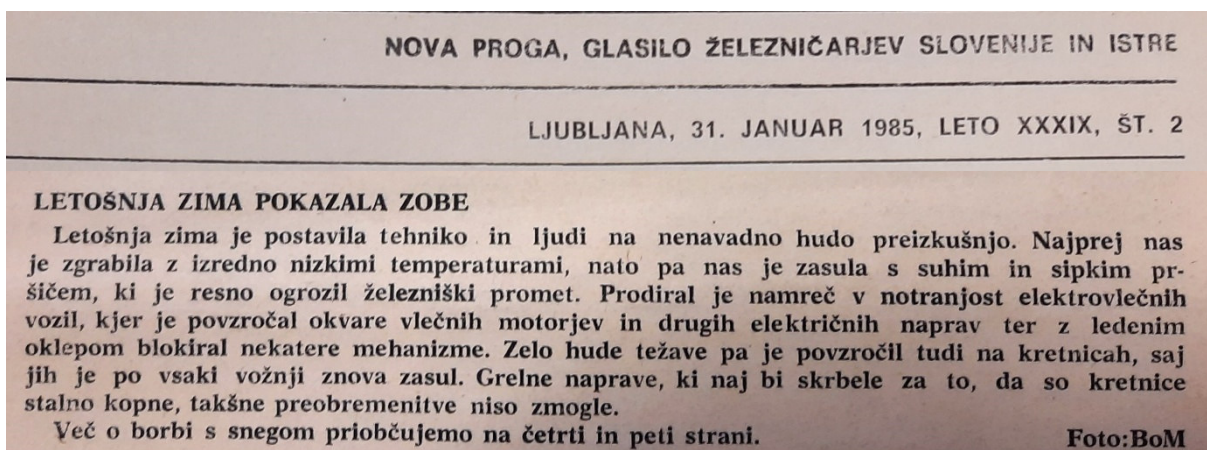 NOVA PROGA, GLASILO ŽELEZNIČARJEV SLOVENIJE IN ISTRE
LJUBLJANA, 31. JANUAR 1985, LETO XXXIX, ŠT. 2
LETOŠNJA ZIMA POKAZALA ZOBE
Letošnja zima je postavila tehniko in ljudi na nenavadno hudo preizkušnjo. Najprej nas
je zgrabila z izredno nizkimi temperaturami, nato pa nas je zasula s suhim in sipkim pr-
šičem, ki je resno ogrozil železniški promet. Prodiral je namreč v notranjost elektrovlečnih
vozil, kjer je povzročal okvare vlečnih motorjev in drugih električnih naprav ter z ledenim
oklepom blokiral nekatere mehanizme. Zelo hude težave pa je povzročil tudi na kretnicah, saj
jih je po vsaki vožnji znova zasul. Grelne naprave, ki naj bi skrbele za to, da so kretnice
stalno kopne, takšne preobremenitve niso zmogle.
Več o borbi s snegom priobčujemo na četrti in peti strani. Foto:BoM